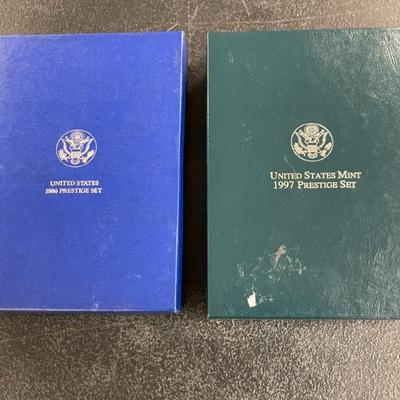 UNITED STATES
1986 PRESTIGE SET
UNITED STATES MINT
1997 PRESTIGE SET